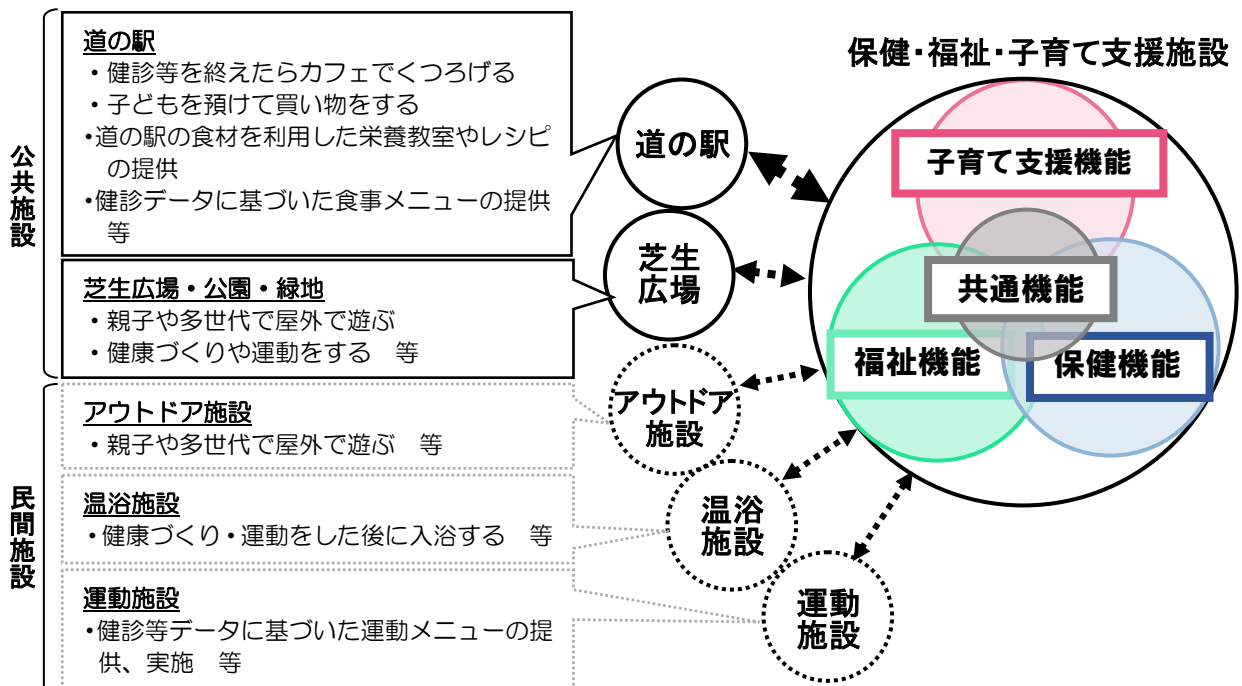 公共施設
道の駅
・健診等を終えたらカフェでくつろげる
・子どもを預けて買い物をする
・道の駅の食材を利用した栄養教室やレシピ
の提供
・健診データに基づいた食事メニューの提供
等
芝生広場・公園・緑地
・親子や多世代で屋外で遊ぶ
・健康づくりや運動をする　等
民間施設
アウトドア施設
・親子や多世代で屋外で遊ぶ　等
温浴施設
・健康づくり・運動をした後に入浴する　等
運動施設
・健診等データに基づいた運動メニューの提
供、実施　等
道の駅
芝生
広場
アウトドア
施設
温浴
施設
運動
施設
保健・福祉・子育て支援施設
子育て支援機能
共通機能
福祉機能
保健機能